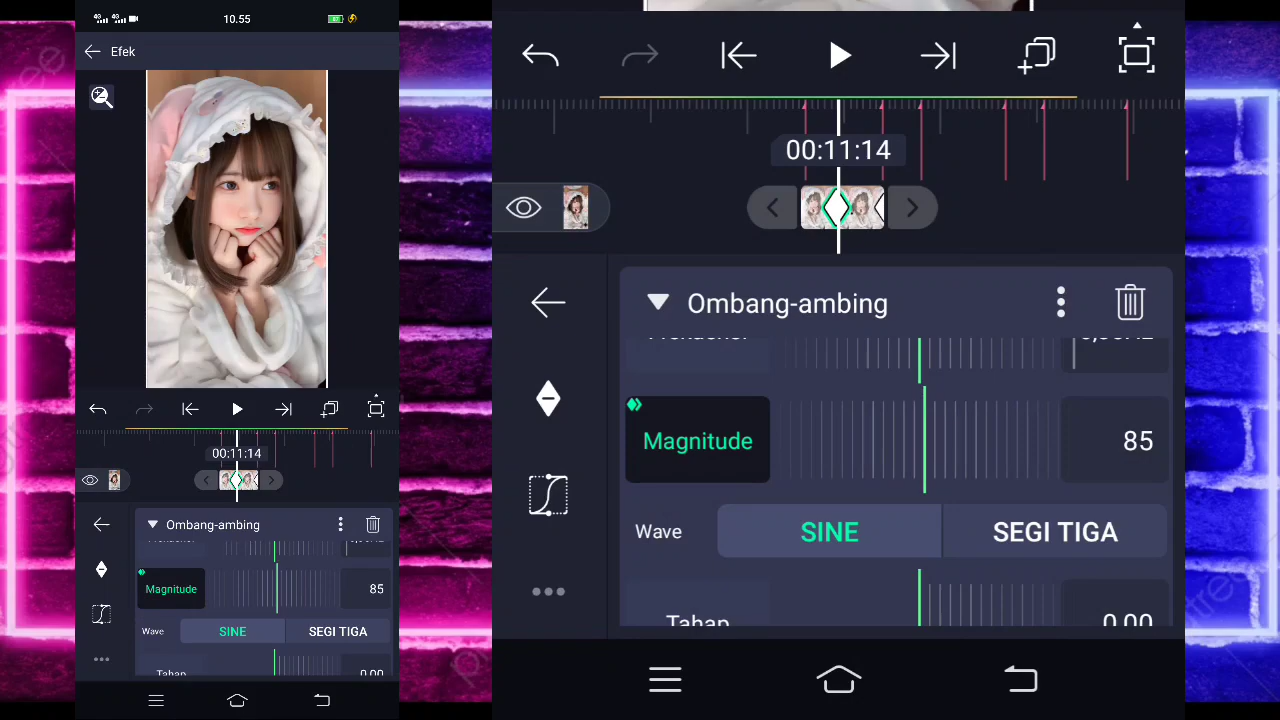 10.55
Efek
00:11:14
Ombang-ambing
Magnitude
85
Wave
SINE
SEGI TIGA
Tahap
0,00
00:11:14
Ombang-ambing
Magnitude
85
Wave
SINE
SEGI TIGA
Tahap
0,00